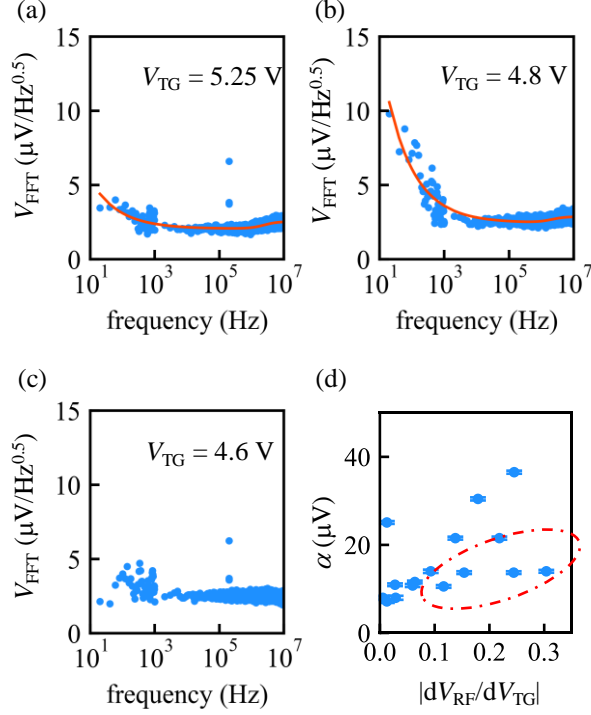 (a)
V_TG = 5.25 V
V_FFT (μV/Hz^0.5)
15
10
5
0
10^1 10^3 10^5 10^7
frequency (Hz)
(b)
V_TG = 4.8 V
V_FFT (μV/Hz^0.5)
15
10
5
0
10^1 10^3 10^5 10^7
frequency (Hz)
(c)
V_TG = 4.6 V
V_FFT (μV/Hz^0.5)
15
10
5
0
10^1 10^3 10^5 10^7
frequency (Hz)
(d)
α (μV)
40
20
0
0.0 0.1 0.2 0.3
|dV_RF/dV_TG|